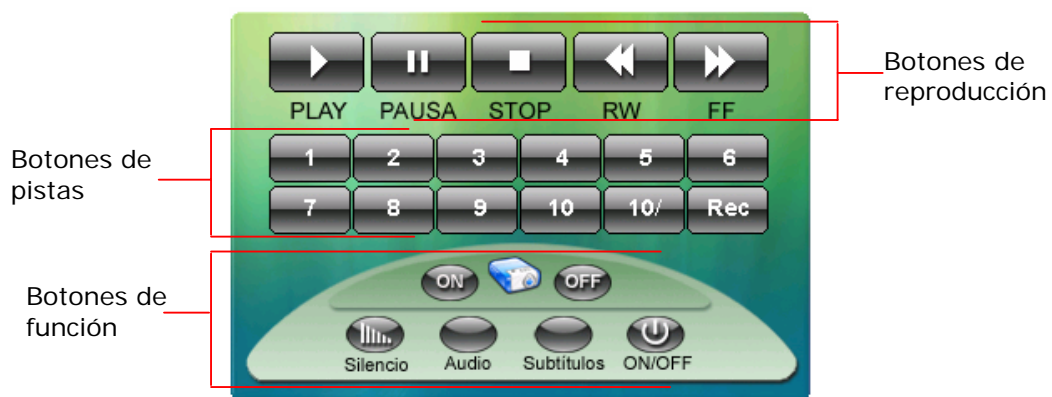 PLAY PAUSA STOP RW FF
Botones de
reproducción
Botones de
pistas
1 2 3 4 5 6
7 8 9 10 10/ Rec
Botones de
función
ON OFF
Silencio Audio Subtítulos ON/OFF